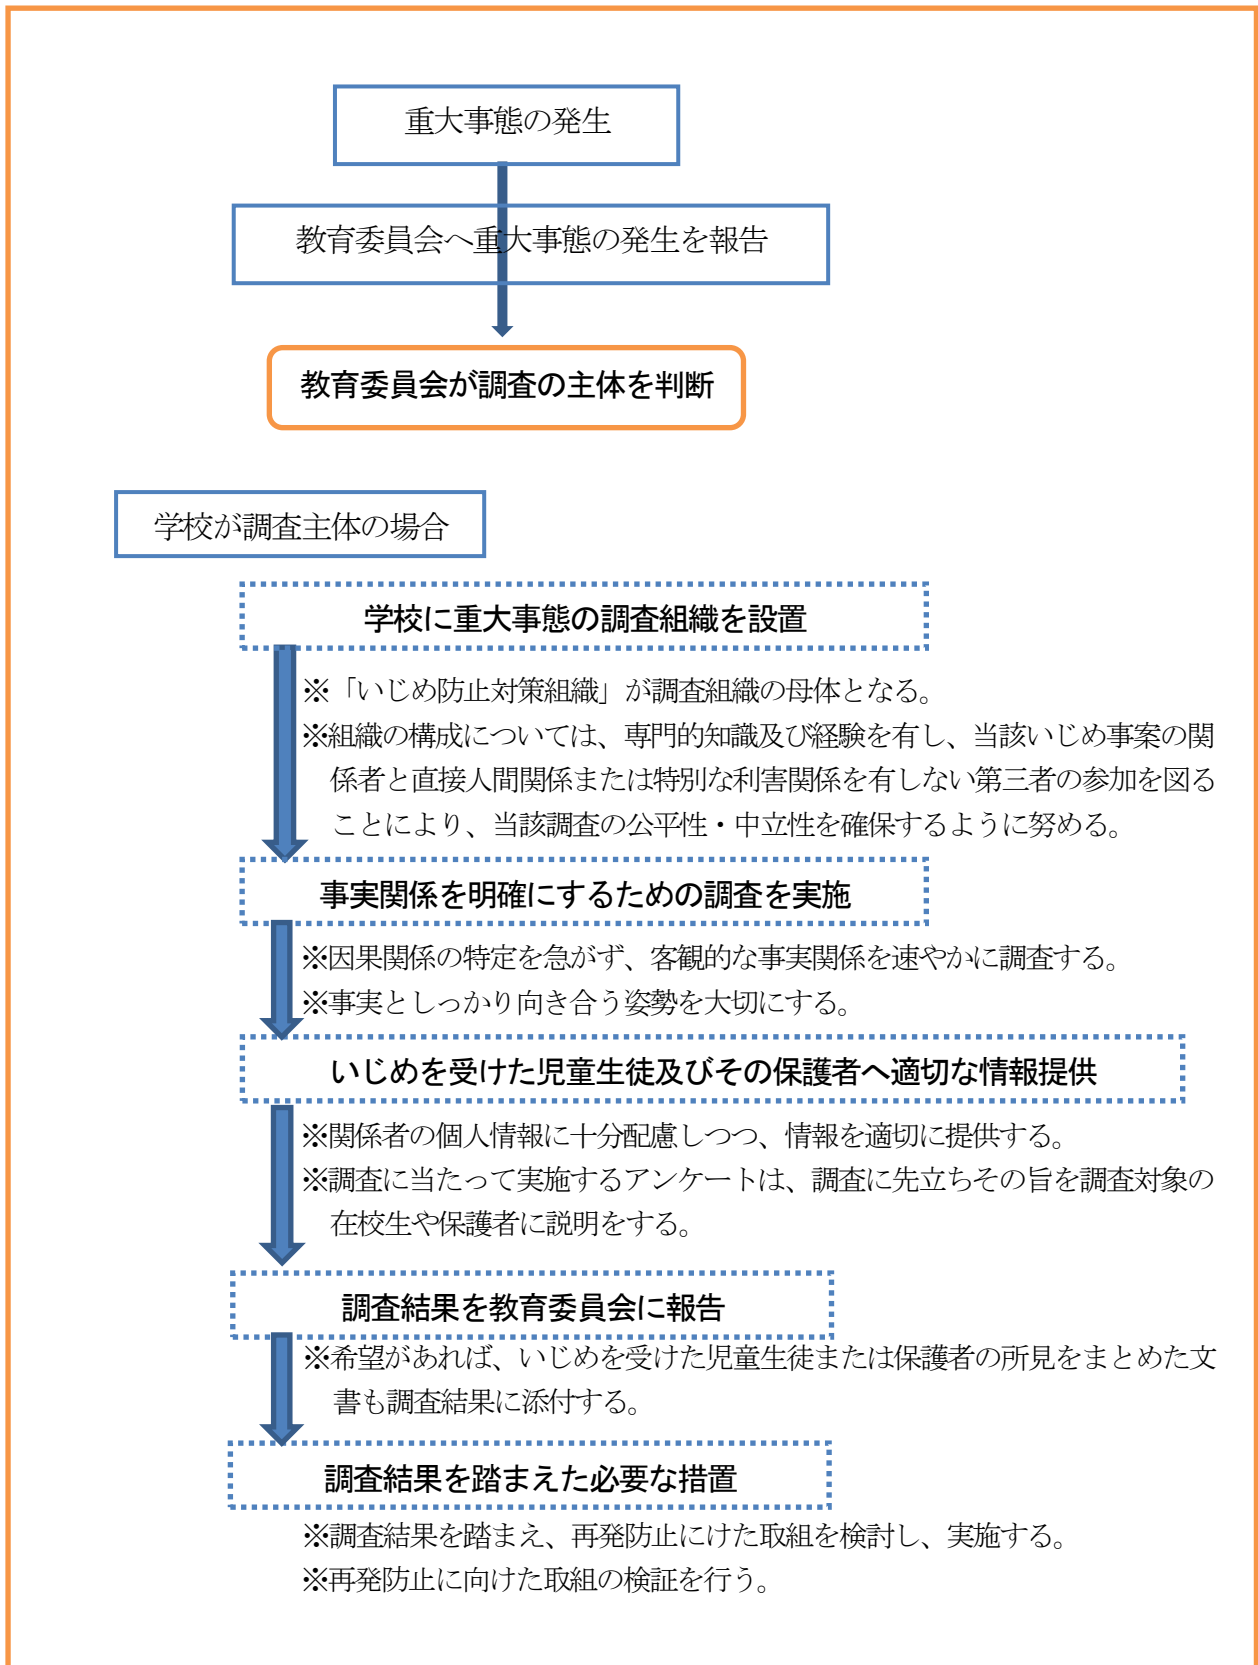 重大事態の発生
教育委員会へ重大事態の発生を報告
教育委員会が調査の主体を判断
学校が調査主体の場合
学校に重大事態の調査組織を設置
※「いじめ防止対策組織」が調査組織の母体となる。
※組織の構成については、専門的知識及び経験を有し、当該いじめ事案の関
係者と直接人間関係または特別な利害関係を有しない第三者の参加を図る
ことにより、当該調査の公平性・中立性を確保するように努める。
事実関係を明確にするための調査を実施
※因果関係の特定を急がず、客観的な事実関係を速やかに調査する。
※事実としっかり向き合う姿勢を大切にする。
いじめを受けた児童生徒及びその保護者へ適切な情報提供
※関係者の個人情報に十分配慮しつつ、情報を適切に提供する。
※調査に当たって実施するアンケートは、調査に先立ちその旨を調査対象の
在校生や保護者に説明をする。
調査結果を教育委員会に報告
※希望があれば、いじめを受けた児童生徒または保護者の所見をまとめた文
書も調査結果に添付する。
調査結果を踏まえた必要な措置
※調査結果を踏まえ、再発防止にけた取組を検討し、実施する。
※再発防止に向けた取組の検証を行う。